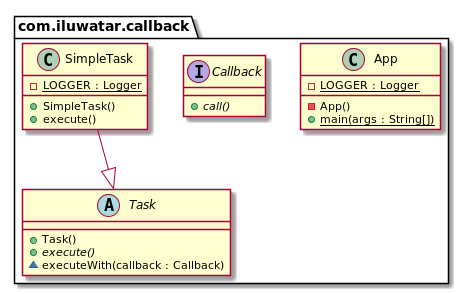 com.iluwatar.callback
C SimpleTask
LOGGER : Logger
SimpleTask()
execute()
I Callback
call()
C App
LOGGER : Logger
App()
main(args : String[])
A Task
Task()
execute()
executeWith(callback : Callback)